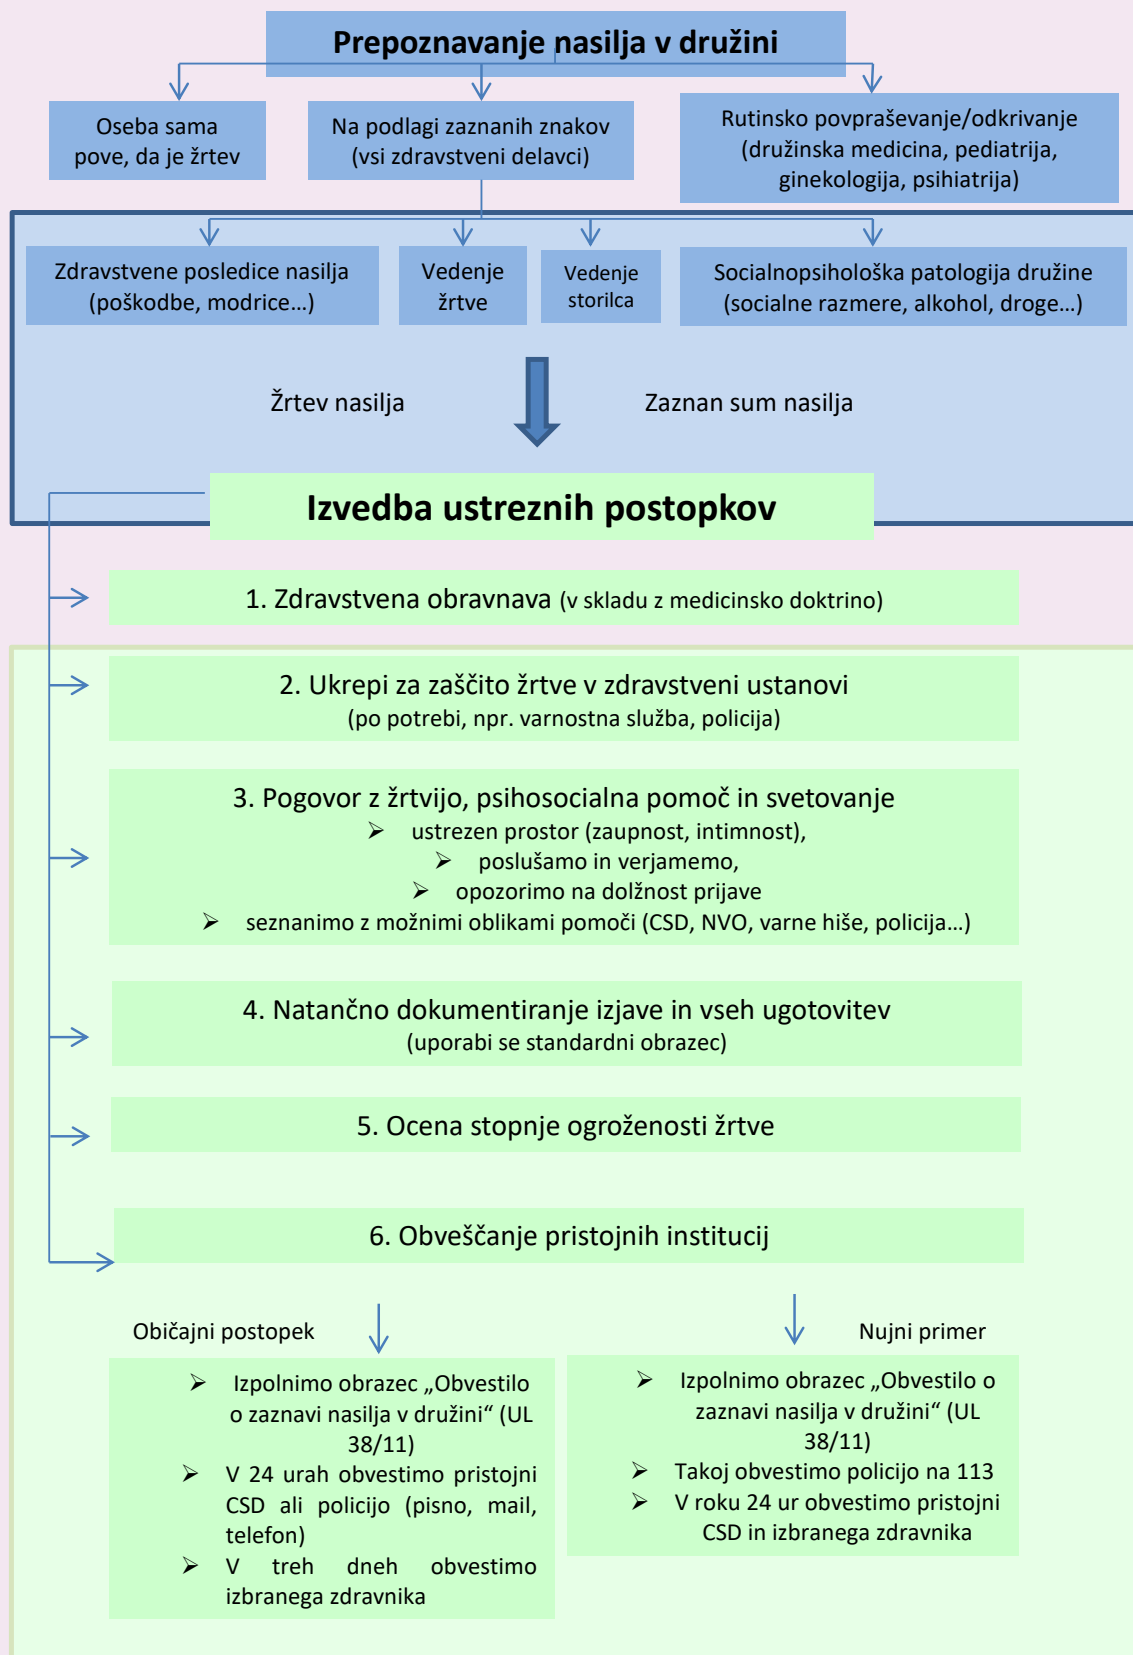 Prepoznavanje nasilja v družini
Oseba sama
pove, da je žrtev
Na podlagi zaznanih znakov
(vsi zdravstveni delavci)
Rutinsko povpraševanje/odkrivanje
(družinska medicina, pediatrija,
ginekologija, psihiatrija)
Zdravstvene posledice nasilja
(poškodbe, modrice…)
Vedenje
žrtve
Vedenje
storilca
Socialnopsihološka patologija družine
(socialne razmere, alkohol, droge…)
Žrtev nasilja
Zaznan sum nasilja
Izvedba ustreznih postopkov
1. Zdravstvena obravnava (v skladu z medicinsko doktrino)
2. Ukrepi za zaščito žrtve v zdravstveni ustanovi
(po potrebi, npr. varnostna služba, policija)
3. Pogovor z žrtvijo, psihosocialna pomoč in svetovanje
➢ ustrezen prostor (zaupnost, intimnost),
➢ poslušamo in verjamemo,
➢ opozorimo na dolžnost prijave
➢ seznanimo z možnimi oblikami pomoči (CSD, NVO, varne hiše, policija…)
4. Natančno dokumentiranje izjave in vseh ugotovitev
(uporabi se standardni obrazec)
5. Ocena stopnje ogroženosti žrtve
6. Obveščanje pristojnih institucij
Običajni postopek
➢ Izpolnimo obrazec „Obvestilo
o zaznavi nasilja v družini“ (UL
38/11)
➢ V 24 urah obvestimo pristojni
CSD ali policijo (pisno, mail,
telefon)
➢ V treh dneh obvestimo
izbranega zdravnika
Nujni primer
➢ Izpolnimo obrazec „Obvestilo o
zaznavi nasilja v družini“ (UL
38/11)
➢ Takoj obvestimo policijo na 113
➢ V roku 24 ur obvestimo pristojni
CSD in izbranega zdravnika